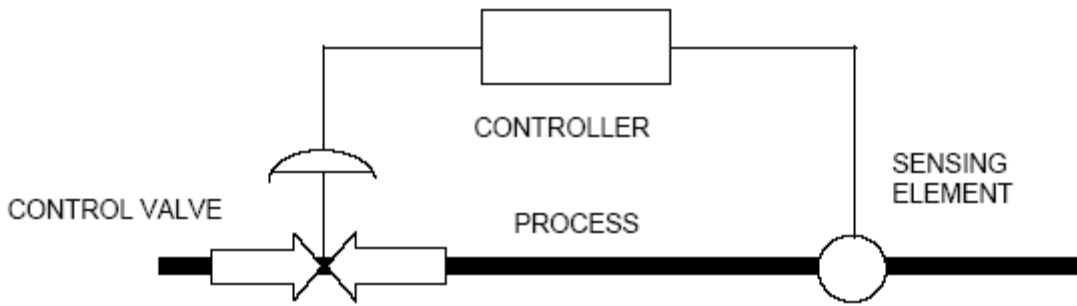 CONTROLLER
SENSING
ELEMENT
CONTROL VALVE
PROCESS